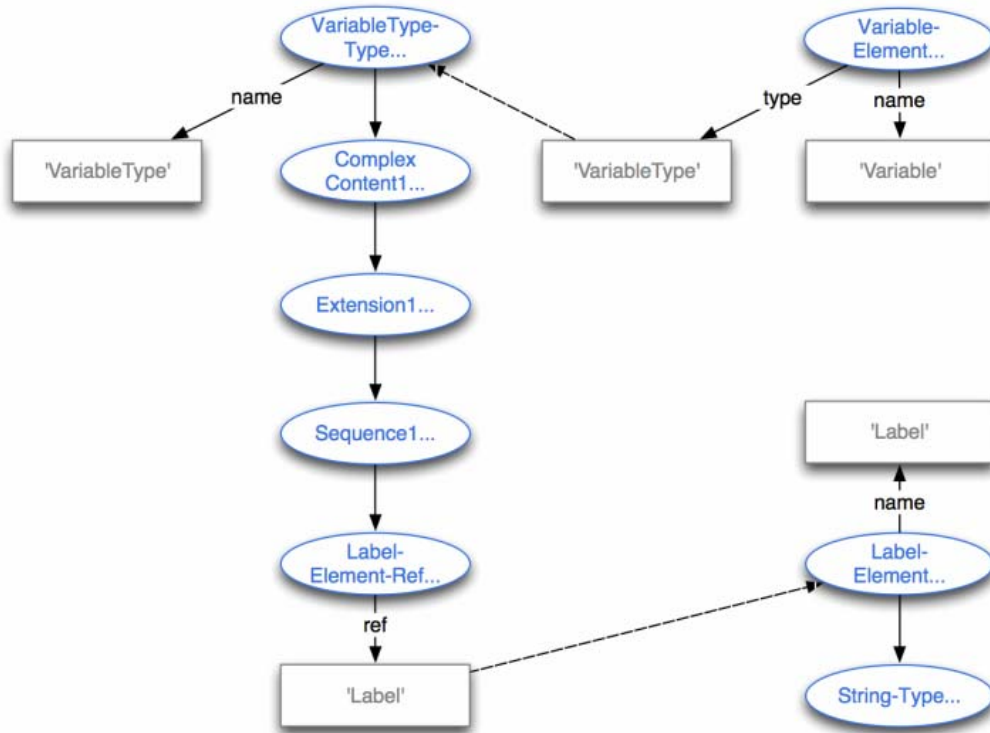 VariableType-
Type...
Variable-
Element...
name
type
name
'VariableType'
Complex
Content1...
'VariableType'
'Variable'
Extension1...
Sequence1...
'Label'
name
Label-
Element-Ref...
Label-
Element...
ref
'Label'
String-Type...